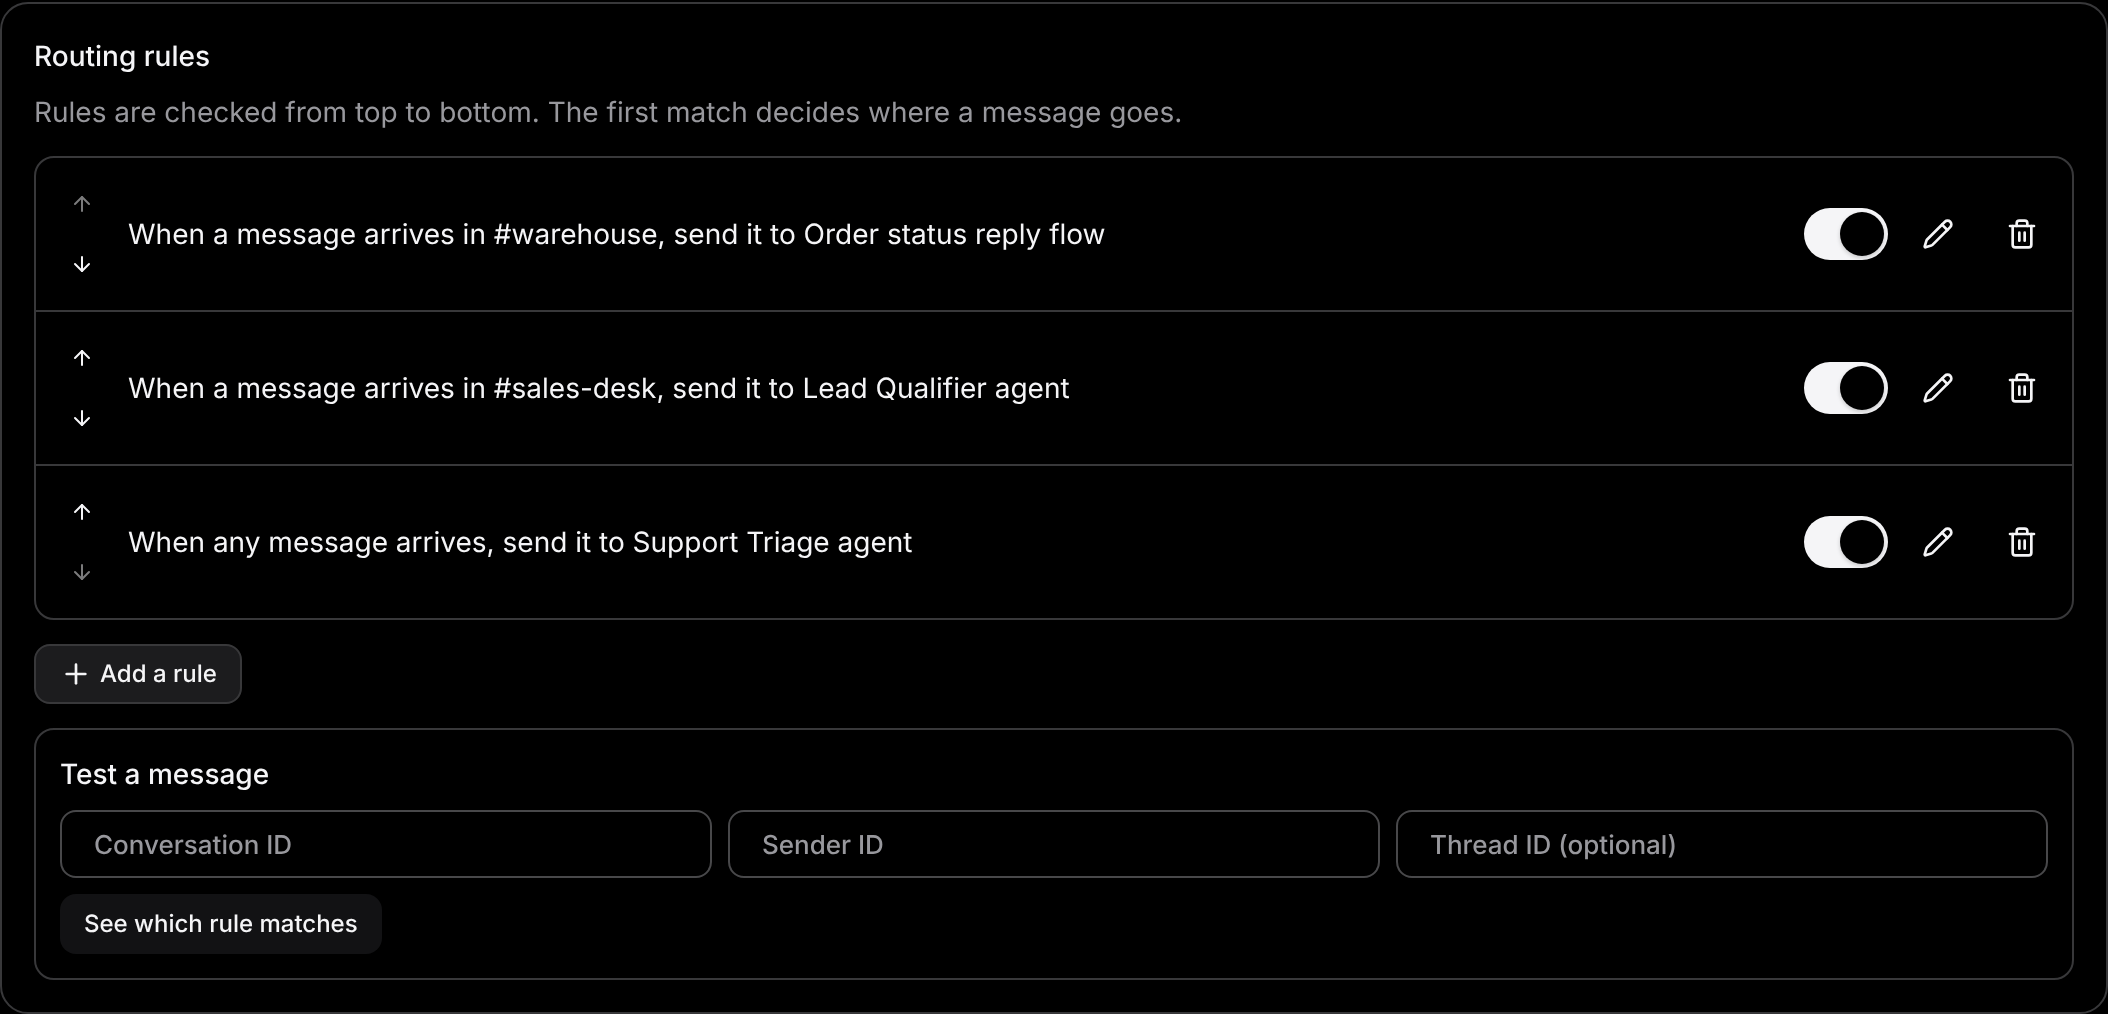 Routing rules
Rules are checked from top to bottom. The first match decides where a message goes.
When a message arrives in #warehouse, send it to Order status reply flow
When a message arrives in #sales-desk, send it to Lead Qualifier agent
When any message arrives, send it to Support Triage agent
Add a rule
Test a message
Conversation ID
Sender ID
Thread ID (optional)
See which rule matches